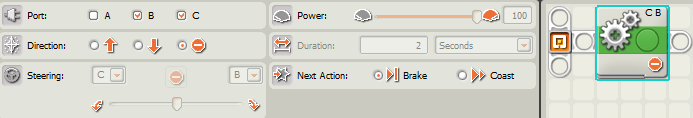 Port: A B C
Power: 100
C B
Direction:
Duration: 2 Seconds
Steering: C B
Next Action: Brake Coast